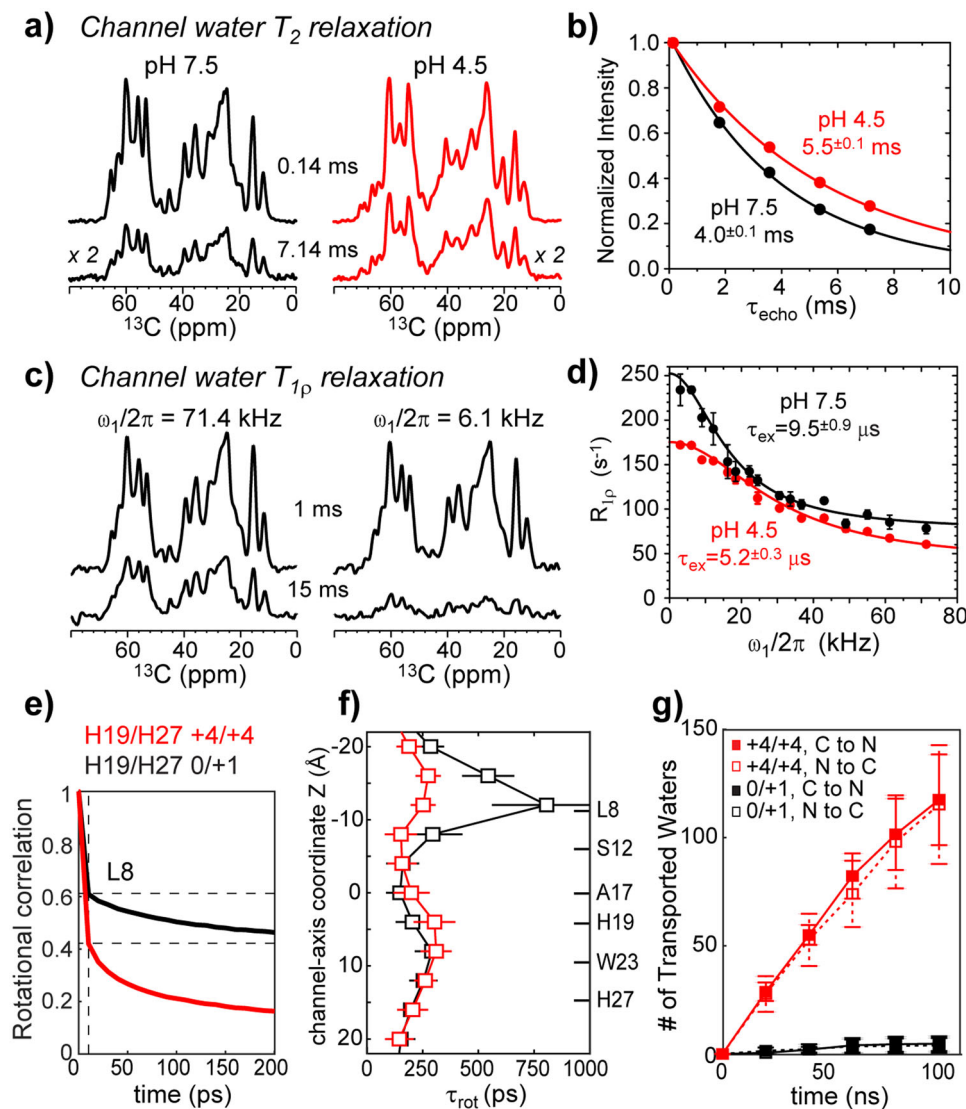 a) Channel water T2 relaxation
pH 7.5
pH 4.5
0.14 ms
x 2
7.14 ms
x 2
60 40 20 0
13C (ppm)
60 40 20 0
13C (ppm)
b)
Normalized Intensity
1.0
0.8
0.6
0.4
0.2
0.0
pH 4.5
5.5±0.1 ms
pH 7.5
4.0±0.1 ms
0 2 4 6 8 10
τecho (ms)
c) Channel water T1ρ relaxation
ω1/2π = 71.4 kHz
ω1/2π = 6.1 kHz
1 ms
15 ms
60 40 20 0
13C (ppm)
60 40 20 0
13C (ppm)
d)
R1ρ (s-1)
250
200
150
100
50
0
pH 7.5
τex=9.5±0.9 μs
pH 4.5
τex=5.2±0.3 μs
0 20 40 60 80
ω1/2π (kHz)
e)
H19/H27 +4/+4
H19/H27 0/+1
Rotational correlation
1
0.8
0.6
0.4
0.2
0
L8
0 50 100 150 200
time (ps)
f)
channel-axis coordinate Z (Å)
-20
-10
0
10
20
L8
S12
A17
H19
W23
H27
0 250 500 750 1000
τrot (ps)
g)
# of Transported Waters
150
100
50
0
+4/+4, C to N
+4/+4, N to C
0/+1, C to N
0/+1, N to C
0 50 100
time (ns)